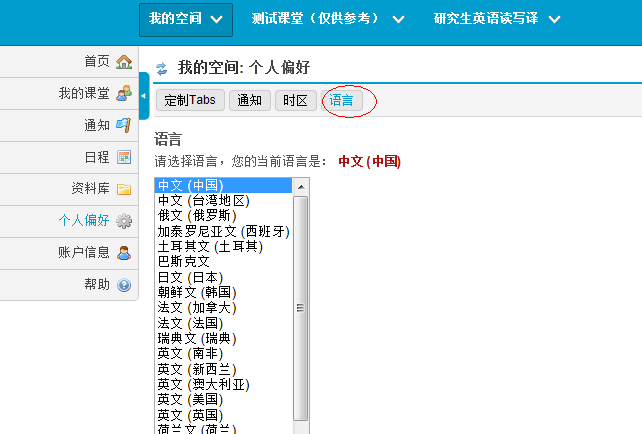 我的空间 测试课堂（仅供参考） 研究生英语读写译
首页
我的课堂
通知
日程
资料库
个人偏好
账户信息
帮助
我的空间: 个人偏好
定制Tabs 通知 时区 语言
语言
请选择语言，您的当前语言是： 中文 (中国)
中文 (中国)
中文 (台湾地区)
俄文 (俄罗斯)
加泰罗尼亚文 (西班牙)
土耳其文 (土耳其)
巴斯克文
日文 (日本)
朝鲜文 (韩国)
法文 (加拿大)
法文 (法国)
瑞典文 (瑞典)
英文 (南非)
英文 (新西兰)
英文 (澳大利亚)
英文 (美国)
英文 (英国)
荷兰文 (荷兰)